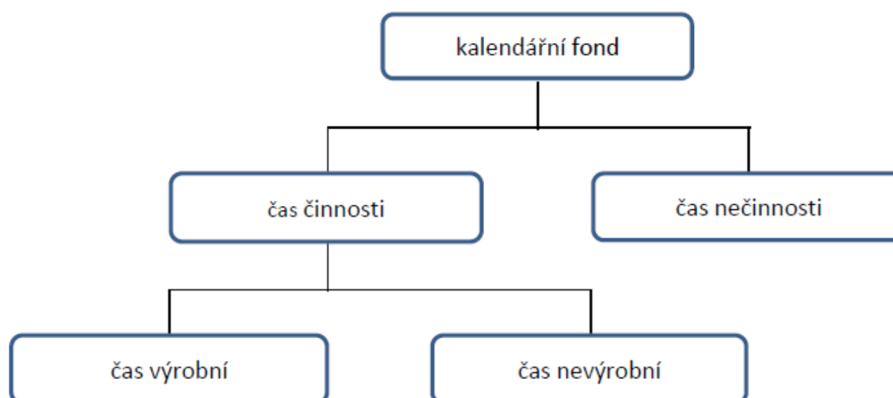 kalendářní fond
čas činnosti
čas nečinnosti
čas výrobní
čas nevýrobní